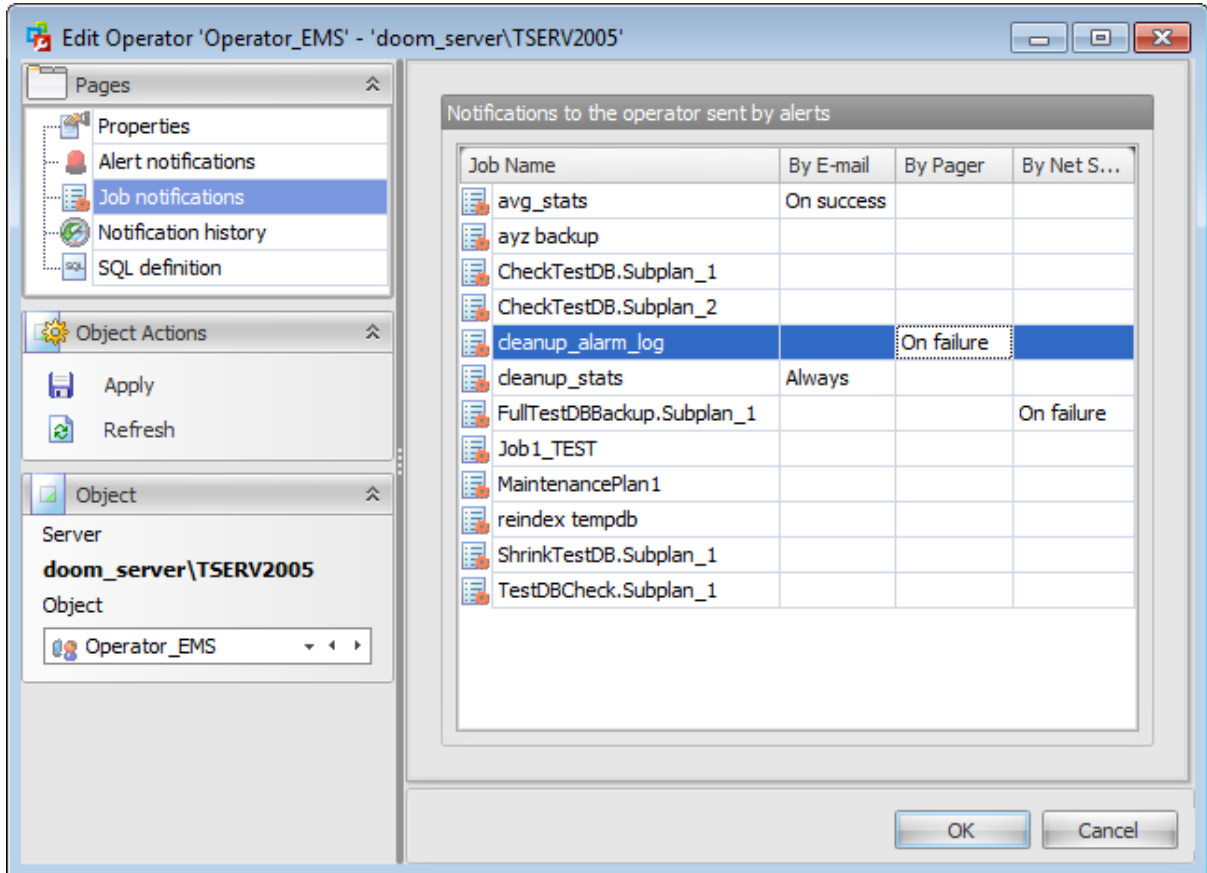 Edit Operator 'Operator_EMS' - 'doom_server\TSERV2005'
Pages
Properties
Alert notifications
Job notifications
Notification history
SQL SQL definition
Object Actions
Apply
Refresh
Object
Server
doom_server\TSERV2005
Object
Operator_EMS
Notifications to the operator sent by alerts
Job Name By E-mail By Pager By Net S...
avg_stats On success
ayz backup
CheckTestDB.Subplan_1
CheckTestDB.Subplan_2
cleanup_alarm_log On failure
cleanup_stats Always
FullTestDBBackup.Subplan_1 On failure
Job1_TEST
MaintenancePlan1
reindex tempdb
ShrinkTestDB.Subplan_1
TestDBCheck.Subplan_1
OK Cancel